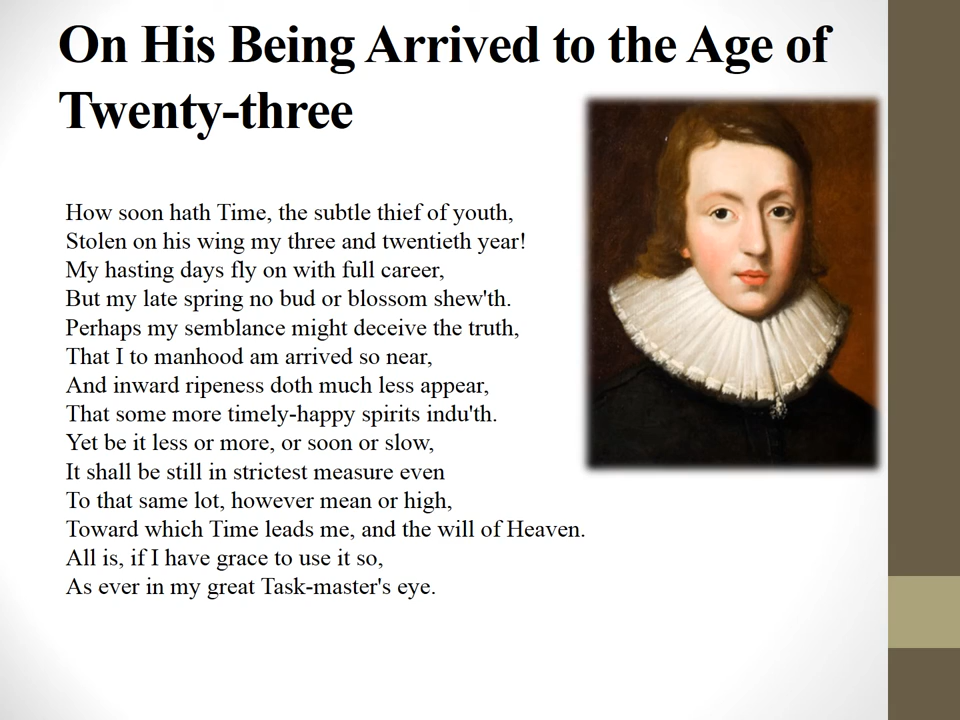 On His Being Arrived to the Age of
Twenty-three
How soon hath Time, the subtle thief of youth,
Stolen on his wing my three and twentieth year!
My hasting days fly on with full career,
But my late spring no bud or blossom shew'th.
Perhaps my semblance might deceive the truth,
That I to manhood am arrived so near,
And inward ripeness doth much less appear,
That some more timely-happy spirits indu'th.
Yet be it less or more, or soon or slow,
It shall be still in strictest measure even
To that same lot, however mean or high,
Toward which Time leads me, and the will of Heaven.
All is, if I have grace to use it so,
As ever in my great Task-master's eye.